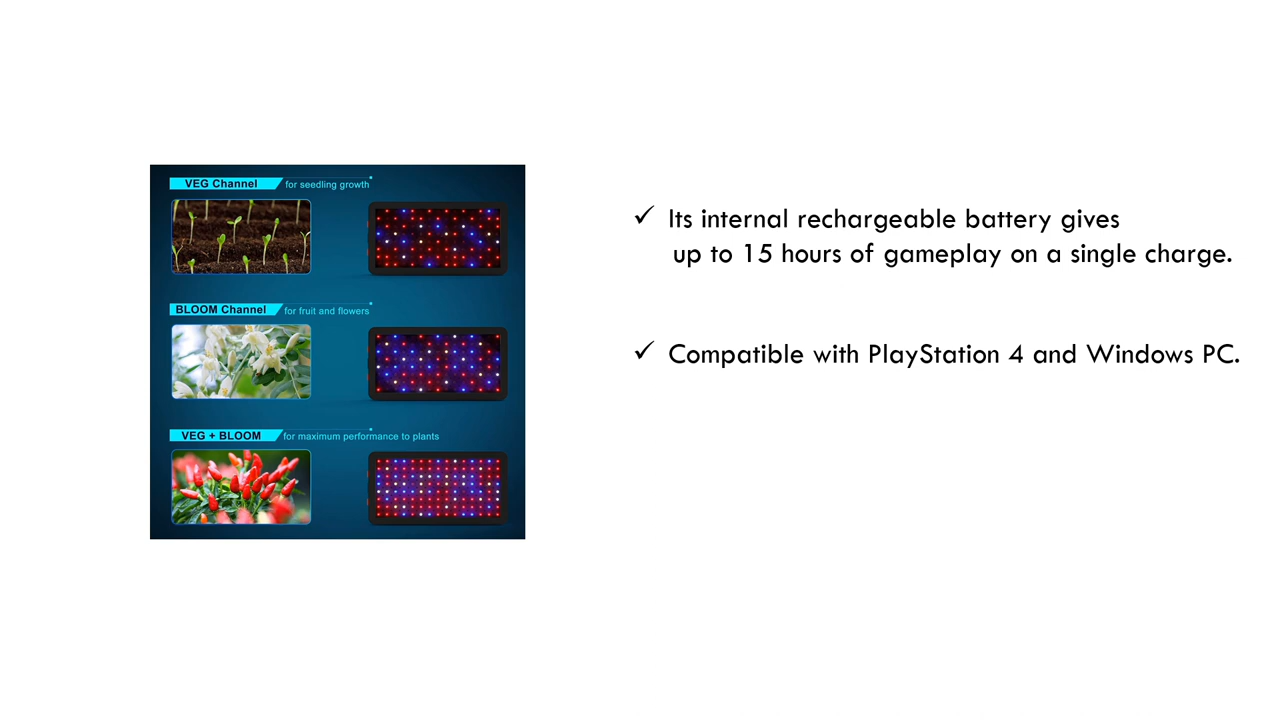 VEG Channel for seedling growth
BLOOM Channel for fruit and flowers
VEG + BLOOM for maximum performance to plants
✓ Its internal rechargeable battery gives
up to 15 hours of gameplay on a single charge.
✓ Compatible with PlayStation 4 and Windows PC.